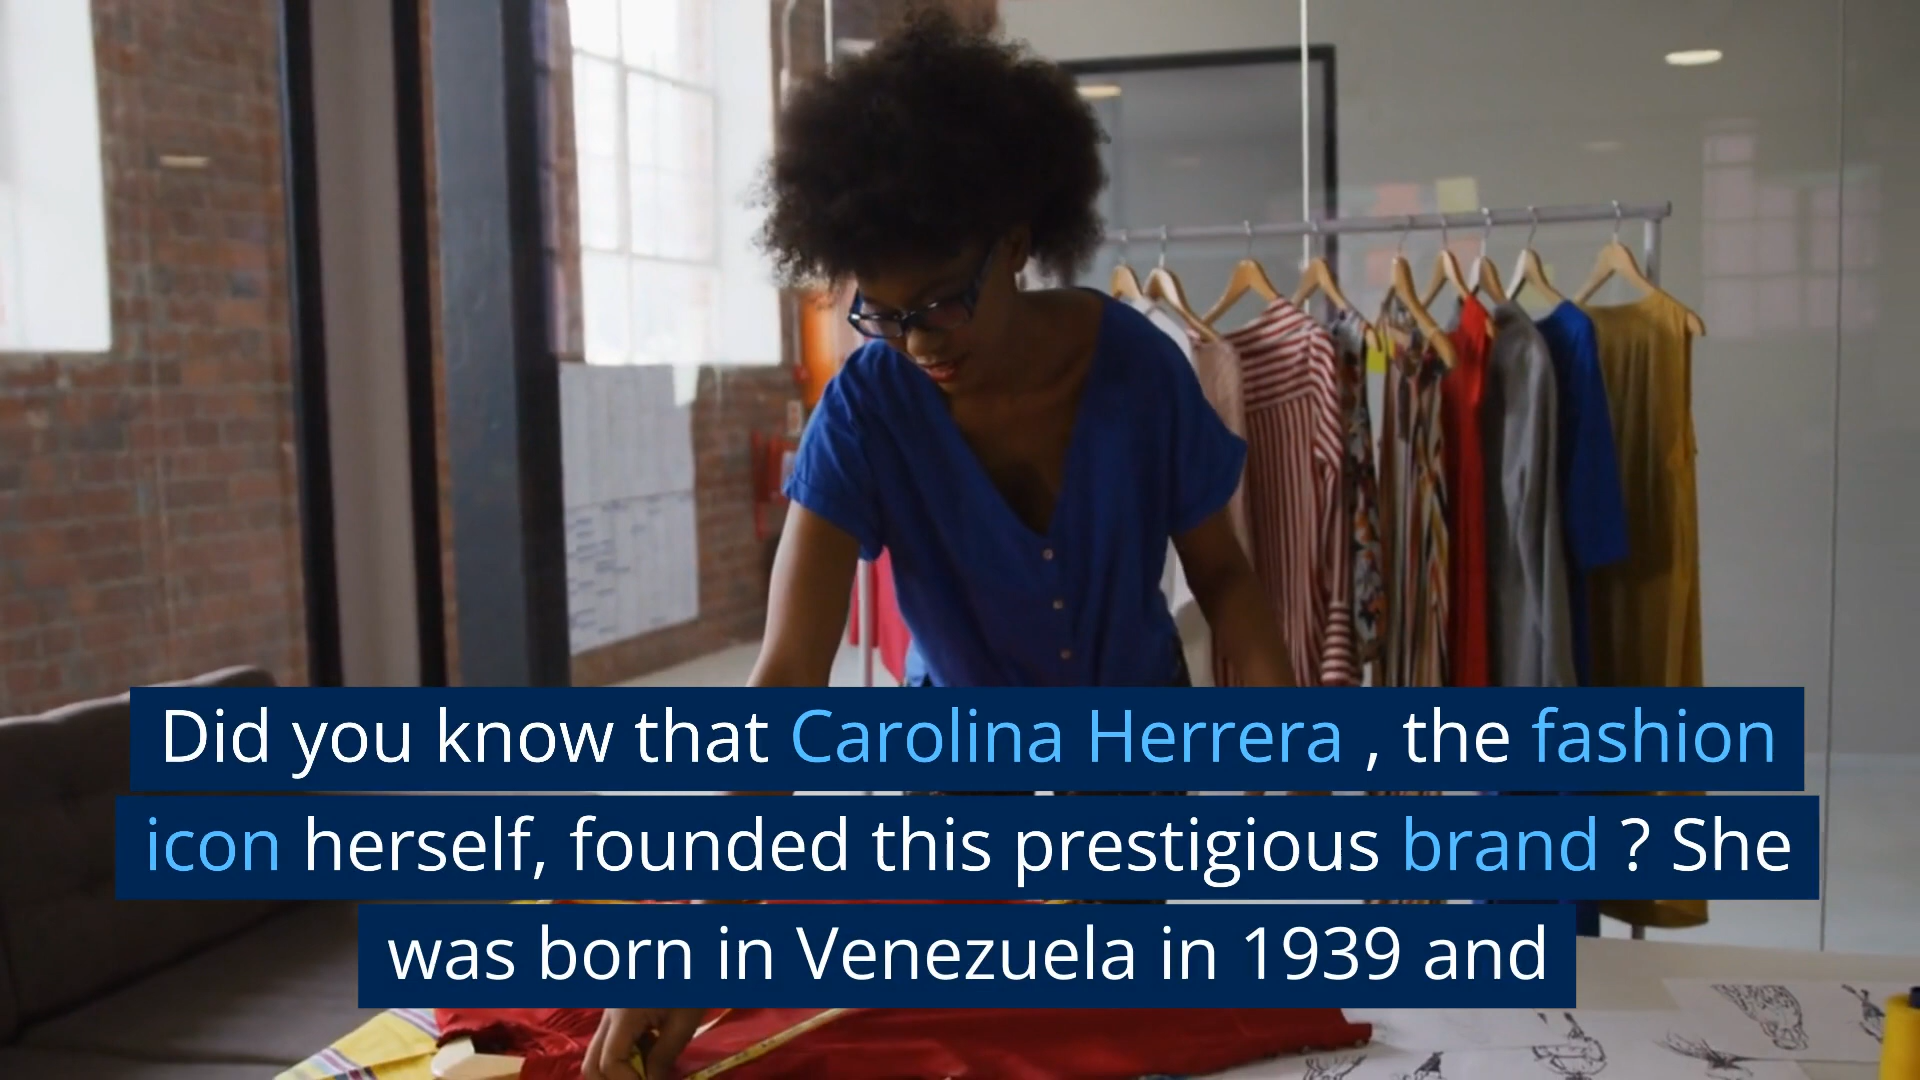 Did you know that Carolina Herrera , the fashion
icon herself, founded this prestigious brand ? She
was born in Venezuela in 1939 and